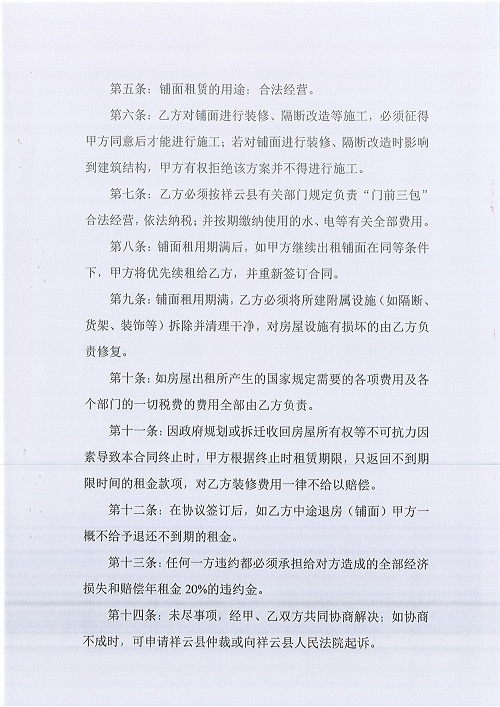 第五条：铺面租赁的用途：合法经营。
第六条：乙方对铺面进行装修、隔断改造等施工，必须征得
甲方同意后才能进行施工；若对铺面进行装修、隔断改造时影响
到建筑结构，甲方有权拒绝该方案并不得进行施工。
第七条：乙方必须按祥云县有关部门规定负责“门前三包”
合法经营，依法纳税；并按期缴纳使用的水、电等有关全部费用。
第八条：铺面租用期满后，如甲方继续出租铺面在同等条件
下，甲方将优先续租给乙方，并重新签订合同。
第九条：铺面租用期满，乙方必须将所建附属设施（如隔断、
货架、装饰等）拆除并清理干净，对房屋设施有损坏的由乙方负
责修复。
第十条：如房屋出租所产生的国家规定需要的各项费用及各
个部门的一切税费的费用全部由乙方负责。
第十一条：因政府规划或拆迁收回房屋所有权等不可抗力因
素导致本合同终止时，甲方根据终止时租赁期限，只返回不到期
限时间的租金款项，对乙方装修费用一律不给以赔偿。
第十二条：在协议签订后，如乙方中途退房（铺面）甲方一
概不给予退还不到期的租金。
第十三条：任何一方违约都必须承担给对方造成的全部经济
损失和赔偿年租金 20%的违约金。
第十四条：未尽事项，经甲、乙双方共同协商解决；如协商
不成时，可申请祥云县仲裁或向祥云县人民法院起诉。